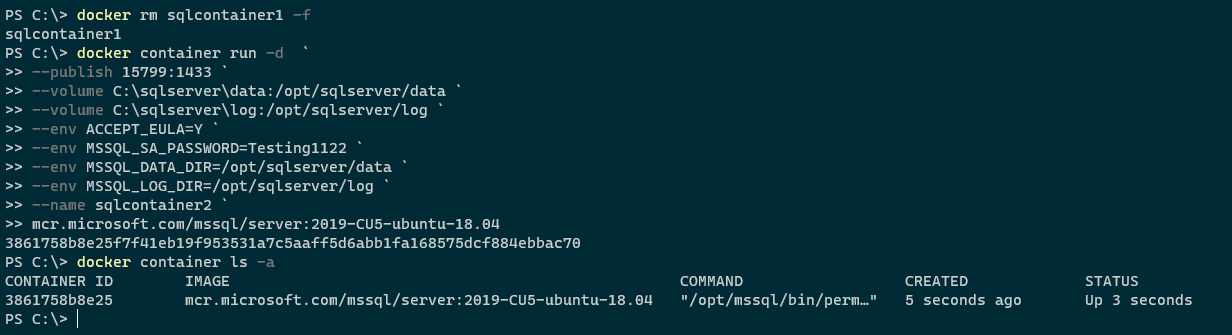 PS C:\> docker rm sqlcontainer1 -f
sqlcontainer1
PS C:\> docker container run -d  `
>> --publish 15799:1433 `
>> --volume C:\sqlserver\data:/opt/sqlserver/data `
>> --volume C:\sqlserver\log:/opt/sqlserver/log `
>> --env ACCEPT_EULA=Y `
>> --env MSSQL_SA_PASSWORD=Testing1122 `
>> --env MSSQL_DATA_DIR=/opt/sqlserver/data `
>> --env MSSQL_LOG_DIR=/opt/sqlserver/log `
>> --name sqlcontainer2 `
>> mcr.microsoft.com/mssql/server:2019-CU5-ubuntu-18.04
3861758b8e25f7f41eb19f953531a7c5aaff5d6abb1fa168575dcf884ebbac70
PS C:\> docker container ls -a
CONTAINER ID        IMAGE                                                  COMMAND                  CREATED             STATUS
3861758b8e25        mcr.microsoft.com/mssql/server:2019-CU5-ubuntu-18.04   "/opt/mssql/bin/perm…"   5 seconds ago       Up 3 seconds
PS C:\>